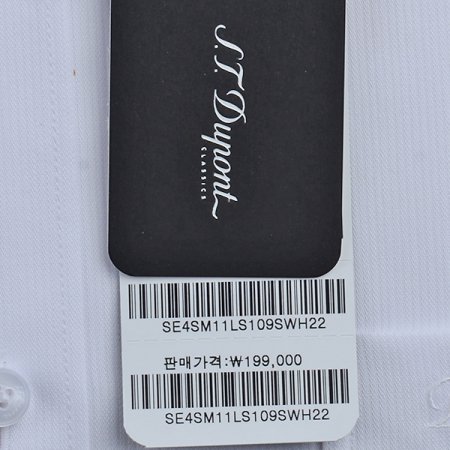 S.T. Dupont
CLASSICS
SE4SM11LS109SWH22
판매가격:₩199,000
SE4SM11LS109SWH22